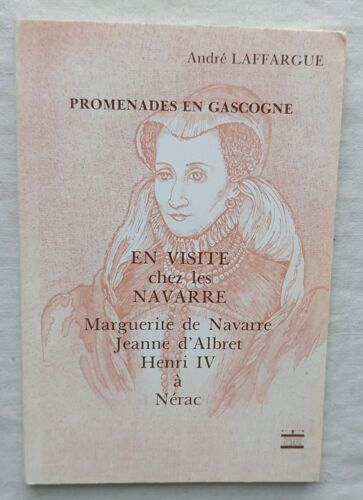 André LAFFARGUE
PROMENADES EN GASCOGNE
EN VISITE
chez les
NAVARRE
Marguerite de Navarre
Jeanne d'Albret
Henri IV
à
Nérac